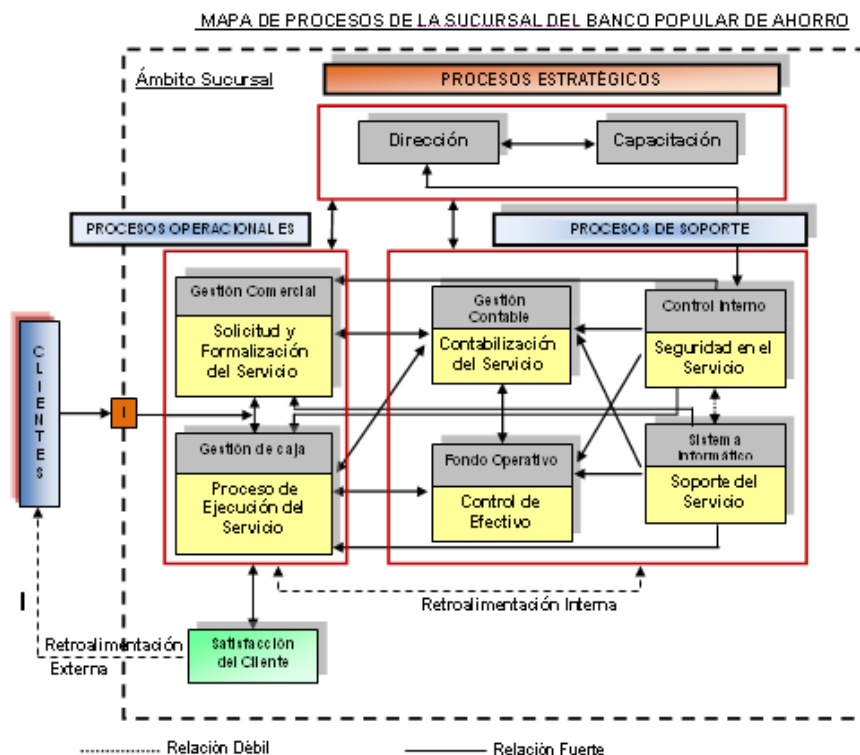 MAPA DE PROCESOS DE LA SUCURSAL DEL BANCO POPULAR DE AHORRO
Ámbito Sucursal
PROCESOS ESTRATÉGICOS
Dirección
Capacitación
PROCESOS OPERACIONALES
PROCESOS DE SOPORTE
Gestión Comercial
Solicitud y
Formalización
del Servicio
Gestión
Contable
Contabilización
del Servicio
Control Interno
Seguridad en el
Servicio
CLIENTES
I
Gestión de caja
Proceso de
Ejecución del
Servicio
Fondo Operativo
Control de
Efectivo
Sistema
Informático
Soporte del
Servicio
Retroalimentación Interna
I
Retroalimentación
Externa
Satisfacción
del Cliente
Relación Débil
Relación Fuerte